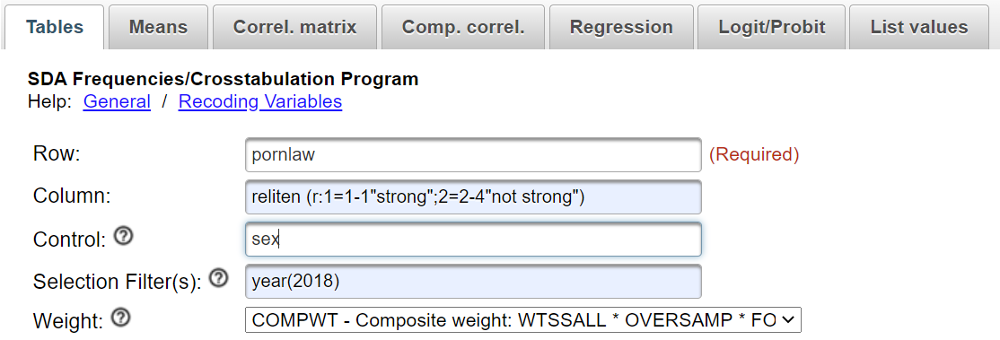 Tables Means Correl. matrix Comp. correl. Regression Logit/Probit List values
SDA Frequencies/Crosstabulation Program
Help: General / Recoding Variables
Row: pornlaw (Required)
Column: reliten (r:1=1-1"strong";2=2-4"not strong")
Control: ? sex
Selection Filter(s): ? year(2018)
Weight: ? COMPWT - Composite weight: WTSSALL * OVERSAMP * FO